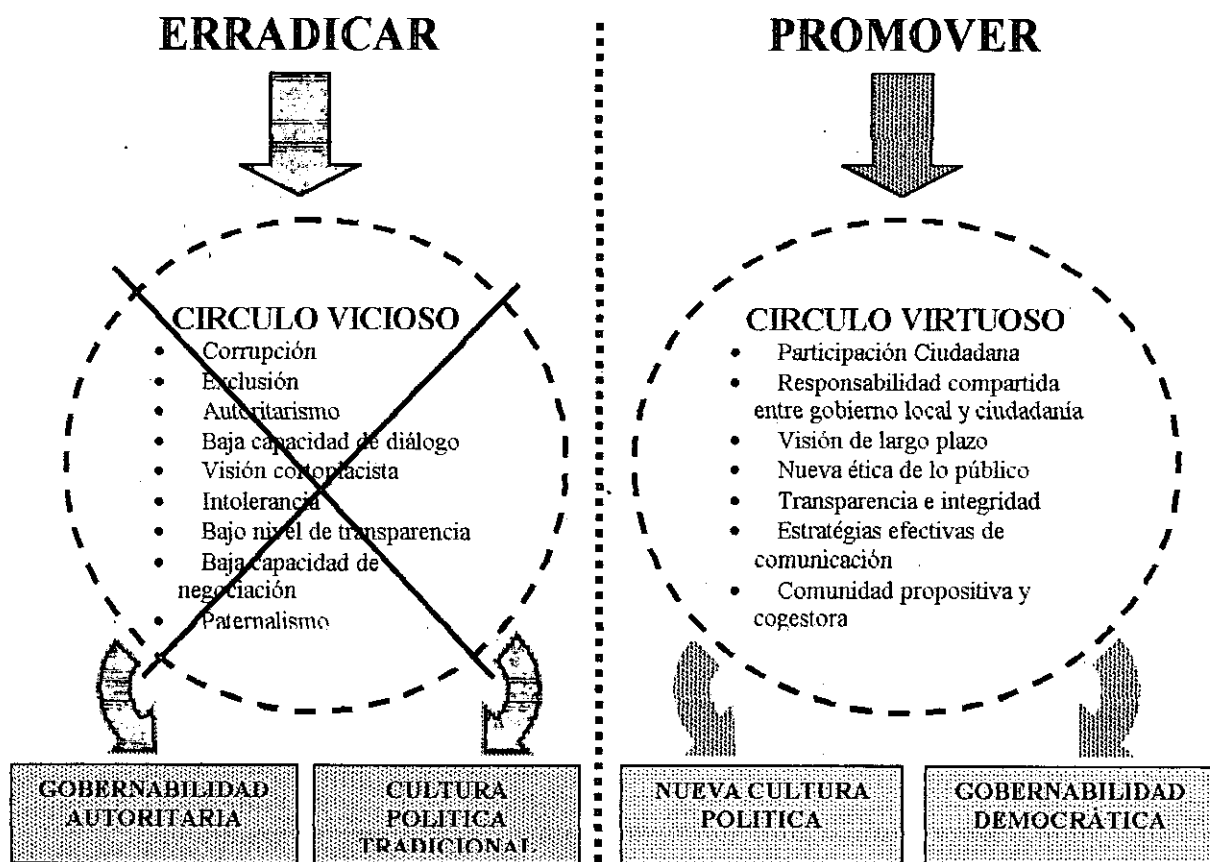 ERRADICAR
CIRCULO VICIOSO
• Corrupción
• Exclusión
• Autoritarismo
• Baja capacidad de diálogo
• Visión cortoplacista
• Intolerancia
• Bajo nivel de transparencia
• Baja capacidad de
negociación
• Paternalismo
GOBERNABILIDAD
AUTORITARIA
CULTURA
POLITICA
TRADICIONAL
PROMOVER
CIRCULO VIRTUOSO
• Participación Ciudadana
• Responsabilidad compartida
entre gobierno local y ciudadanía
• Visión de largo plazo
• Nueva ética de lo público
• Transparencia e integridad
• Estratégias efectivas de
comunicación
• Comunidad propositiva y
cogestora
NUEVA CULTURA
POLITICA
GOBERNABILIDAD
DEMOCRÁTICA